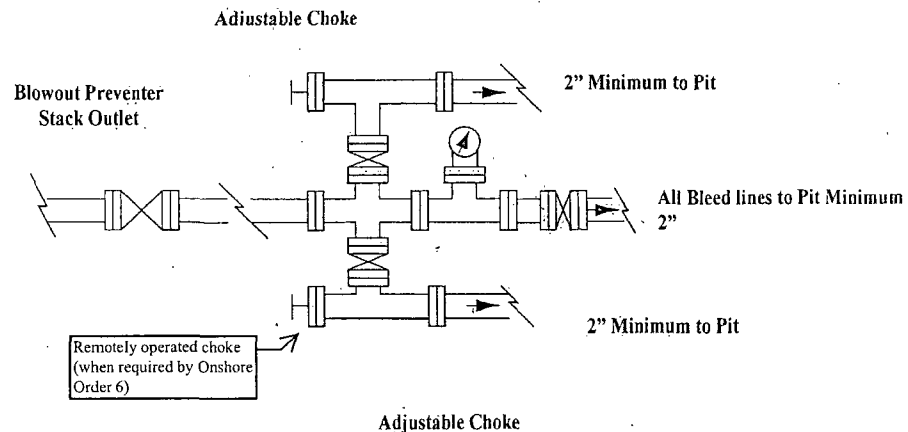 Adjustable Choke
Blowout Preventer
Stack Outlet
2" Minimum to Pit
All Bleed lines to Pit Minimum
2"
2" Minimum to Pit
Remotely operated choke
(when required by Onshore
Order 6)
Adjustable Choke